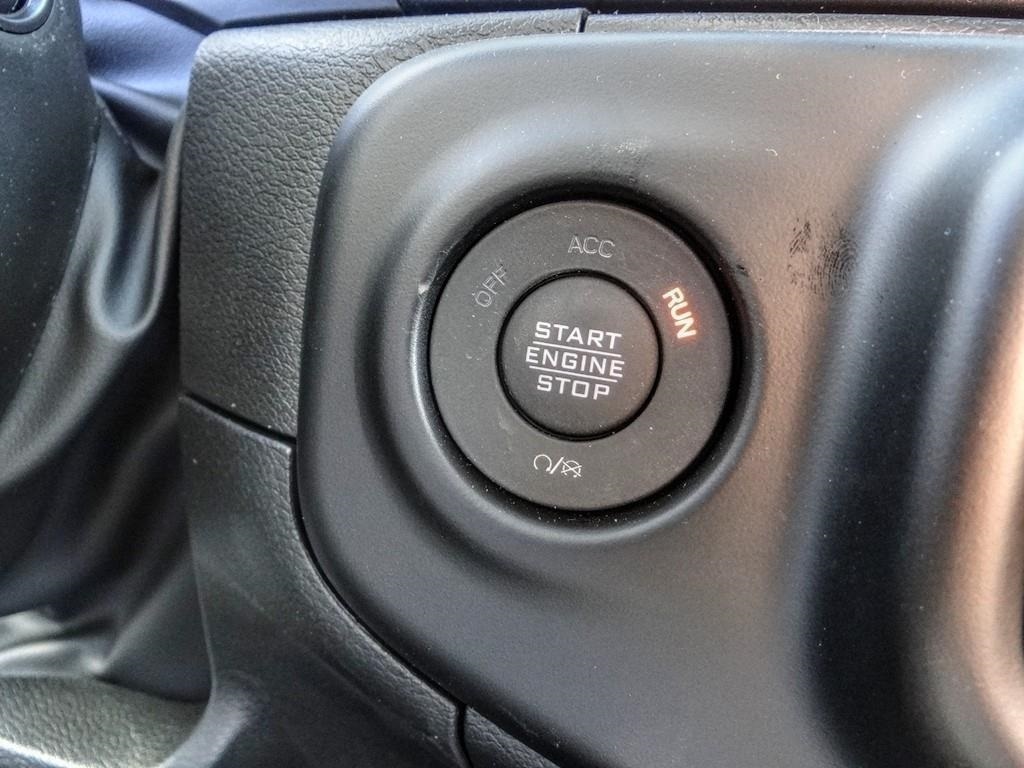 OFF
ACC
RUN
START
ENGINE
STOP